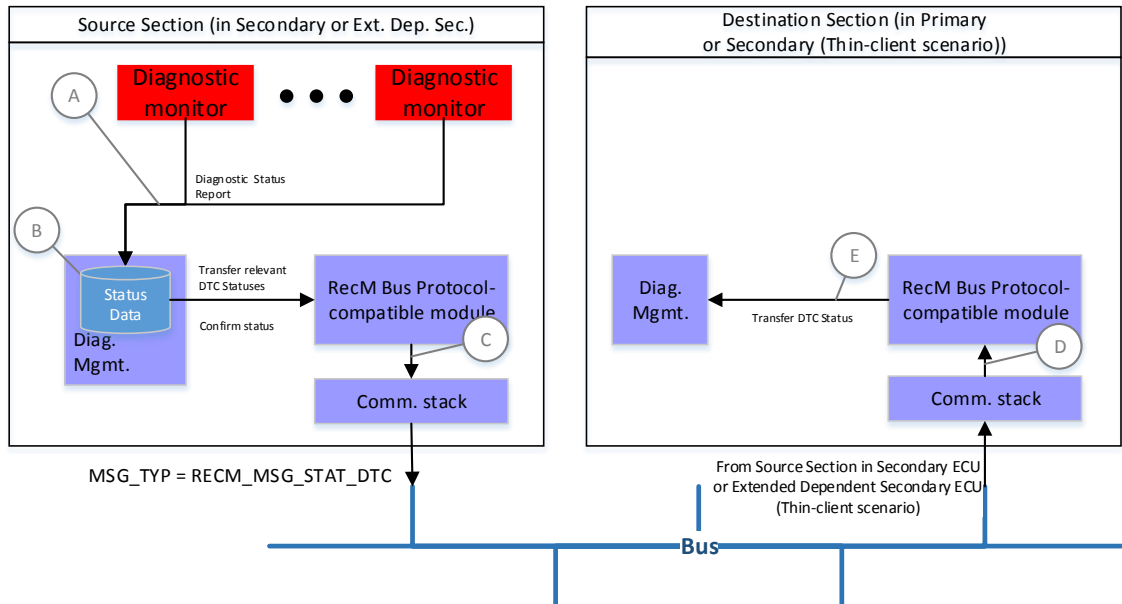 Source Section (in Secondary or Ext. Dep. Sec.)
Diagnostic
monitor
Diagnostic
monitor
A
Diagnostic Status
Report
B
Status
Data
Diag.
Mgmt.
Transfer relevant
DTC Statuses
Confirm status
RecM Bus Protocol-
compatible module
C
Comm. stack
MSG_TYP = RECM_MSG_STAT_DTC
Destination Section (in Primary
or Secondary (Thin-client scenario))
E
Diag.
Mgmt.
Transfer DTC Status
RecM Bus Protocol-
compatible module
D
Comm. stack
From Source Section in Secondary ECU
or Extended Dependent Secondary ECU
(Thin-client scenario)
Bus